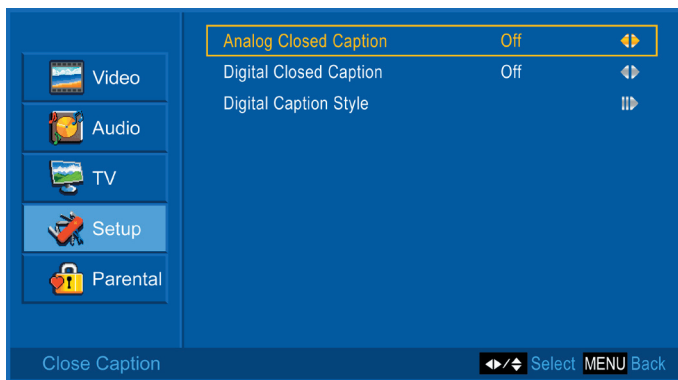 Analog Closed Caption Off
Digital Closed Caption Off
Digital Caption Style
Video
Audio
TV
Setup
Parental
Close Caption
Select MENU Back